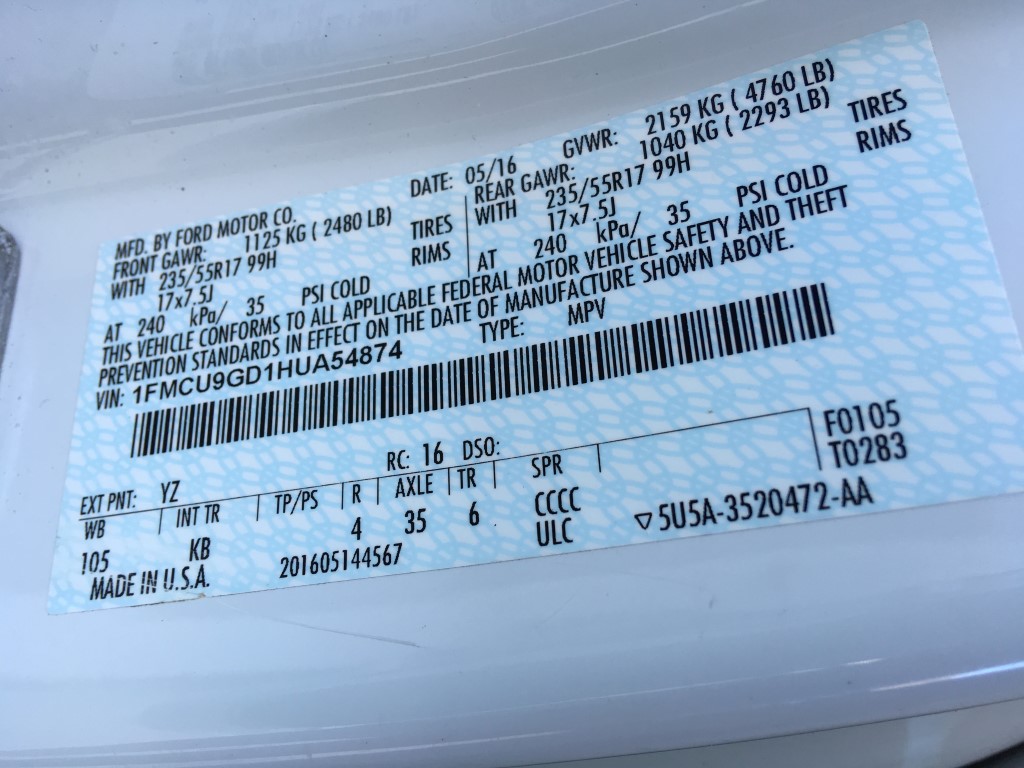 MFD. BY FORD MOTOR CO. DATE: 05/16 GVWR: 2159 KG ( 4760 LB)
FRONT GAWR: 1125 KG ( 2480 LB) REAR GAWR: 1040 KG ( 2293 LB)
WITH 235/55R17 99H TIRES WITH 235/55R17 99H TIRES
17x7.5J RIMS 17x7.5J RIMS
AT 240 kPa/ 35 PSI COLD AT 240 kPa/ 35 PSI COLD
THIS VEHICLE CONFORMS TO ALL APPLICABLE FEDERAL MOTOR VEHICLE SAFETY AND THEFT
PREVENTION STANDARDS IN EFFECT ON THE DATE OF MANUFACTURE SHOWN ABOVE.
VIN: 1FMCU9GD1HUA54874 TYPE: MPV
EXT PNT: YZ RC: 16 DSO: F0105
WB INT TR TP/PS R AXLE TR SPR T0283
105 KB 4 35 6 CCCC
ULC ▽ 5U5A-3520472-AA
MADE IN U.S.A. 201605144567